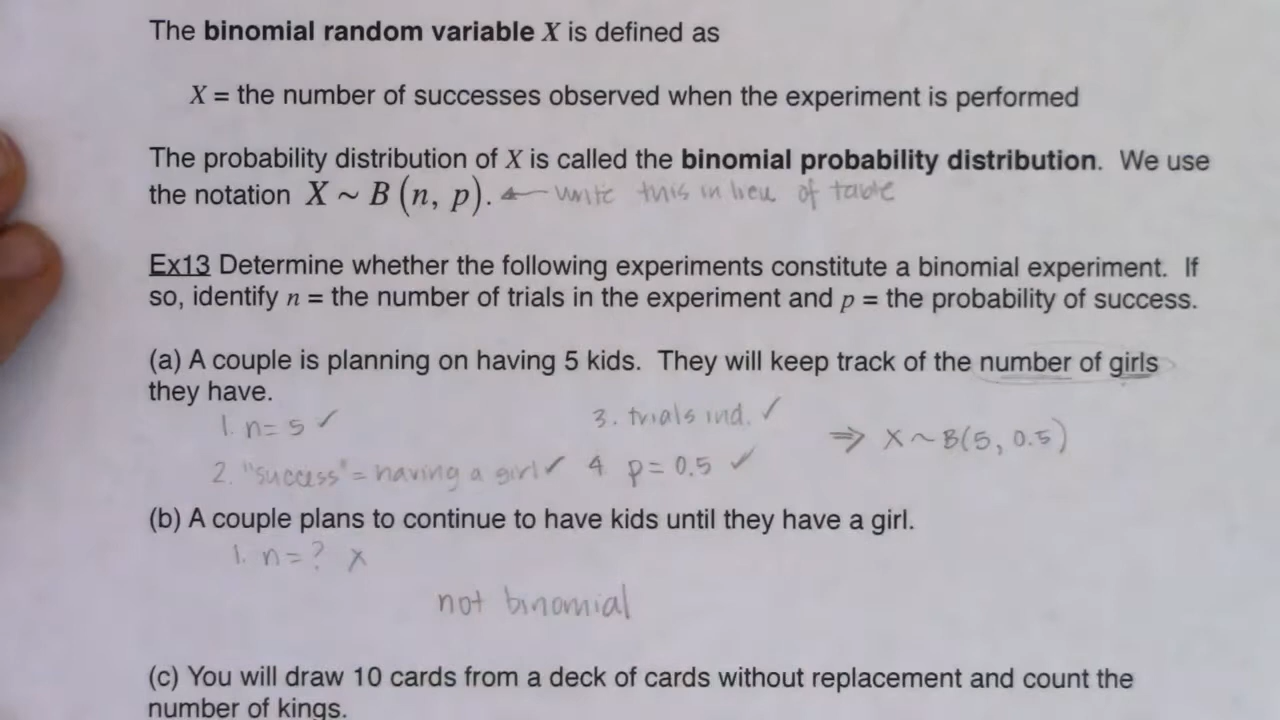 The binomial random variable X is defined as
X = the number of successes observed when the experiment is performed
The probability distribution of X is called the binomial probability distribution. We use
the notation X ~ B (n, p). ← write this in lieu of table
Ex13 Determine whether the following experiments constitute a binomial experiment. If
so, identify n = the number of trials in the experiment and p = the probability of success.
(a) A couple is planning on having 5 kids. They will keep track of the number of girls
they have.
1. n= 5 ✓ 3. trials ind. ✓
⇒ X~B(5, 0.5)
2. "success" = having a girl ✓ 4 p= 0.5 ✓
(b) A couple plans to continue to have kids until they have a girl.
1. n=? x
not binomial
(c) You will draw 10 cards from a deck of cards without replacement and count the
number of kings.